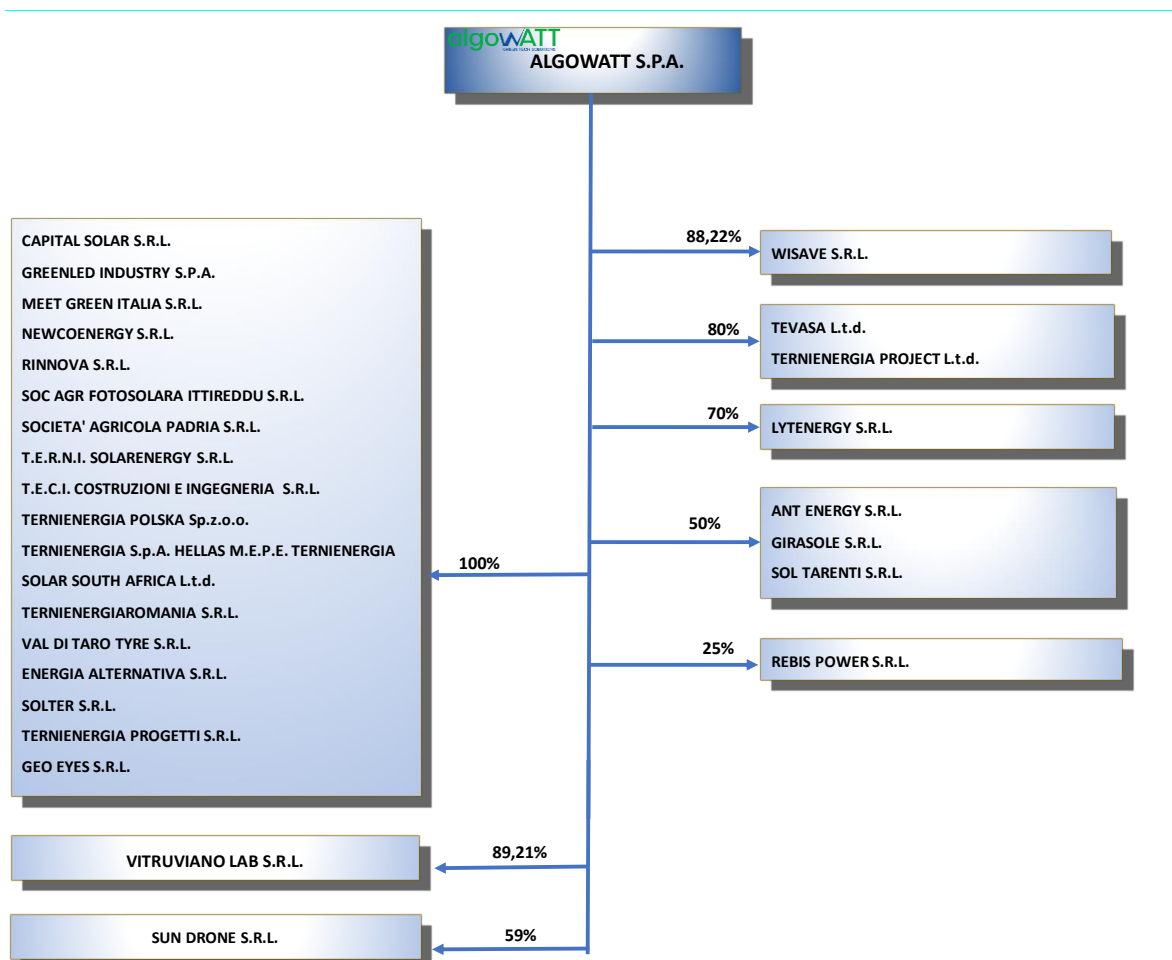 algoWATT
ALGOWATT S.P.A.
CAPITAL SOLAR S.R.L.
GREENLED INDUSTRY S.P.A.
MEET GREEN ITALIA S.R.L.
NEWCOENERGY S.R.L.
RINNOVA S.R.L.
SOC AGR FOTOSOLARA ITTIREDDU S.R.L.
SOCIETA' AGRICOLA PADRIA S.R.L.
T.E.R.N.I. SOLARENERGY S.R.L.
T.E.C.I. COSTRUZIONI E INGEGNERIA S.R.L.
TERNIENERGIA POLSKA Sp.z.o.o.
TERNIENERGIA S.p.A. HELLAS M.E.P.E. TERNIENERGIA
SOLAR SOUTH AFRICA L.t.d.
TERNIENERGIAROMANIA S.R.L.
VAL DI TARO TYRE S.R.L.
ENERGIA ALTERNATIVA S.R.L.
SOLTER S.R.L.
TERNIENERGIA PROGETTI S.R.L.
GEO EYES S.R.L.
100%
88,22%
WISAVE S.R.L.
80%
TEVASA L.t.d.
TERNIENERGIA PROJECT L.t.d.
70%
LYTENERGY S.R.L.
50%
ANT ENERGY S.R.L.
GIRASOLE S.R.L.
SOL TARENTI S.R.L.
25%
REBIS POWER S.R.L.
VITRUVIANO LAB S.R.L.
89,21%
SUN DRONE S.R.L.
59%